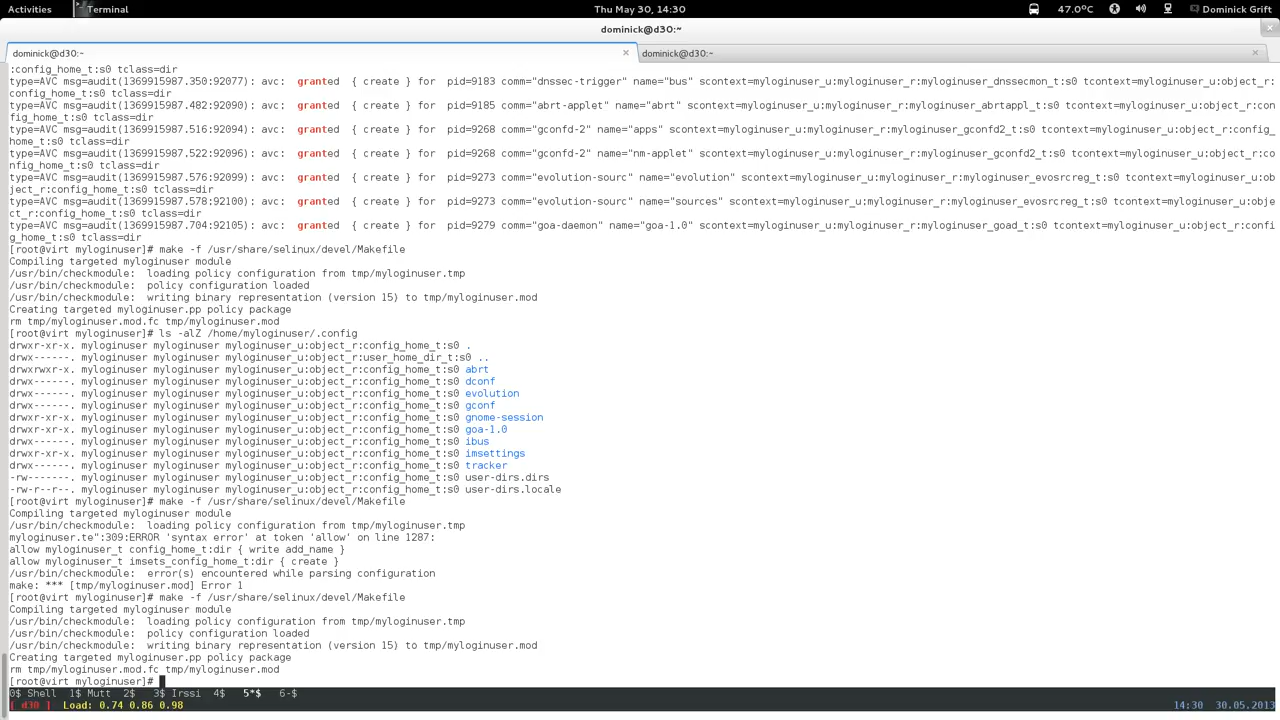 Activities Terminal Thu May 30, 14:30 47.0°C Dominick Grift
dominick@d30:~
dominick@d30:~ × dominick@d30:~ ×
:config_home_t:s0 tclass=dir
type=AVC msg=audit(1369915987.350:92077): avc:  granted  { create } for  pid=9183 comm="dnssec-trigger" name="bus" scontext=myloginuser_u:myloginuser_r:myloginuser_dnssecmon_t:s0 tcontext=myloginuser_u:object_r:
config_home_t:s0 tclass=dir
type=AVC msg=audit(1369915987.482:92090): avc:  granted  { create } for  pid=9185 comm="abrt-applet" name="abrt" scontext=myloginuser_u:myloginuser_r:myloginuser_abrtappl_t:s0 tcontext=myloginuser_u:object_r:con
fig_home_t:s0 tclass=dir
type=AVC msg=audit(1369915987.516:92094): avc:  granted  { create } for  pid=9268 comm="gconfd-2" name="apps" scontext=myloginuser_u:myloginuser_r:myloginuser_gconfd2_t:s0 tcontext=myloginuser_u:object_r:config_
home_t:s0 tclass=dir
type=AVC msg=audit(1369915987.522:92096): avc:  granted  { create } for  pid=9268 comm="gconfd-2" name="nm-applet" scontext=myloginuser_u:myloginuser_r:myloginuser_gconfd2_t:s0 tcontext=myloginuser_u:object_r:co
nfig_home_t:s0 tclass=dir
type=AVC msg=audit(1369915987.576:92099): avc:  granted  { create } for  pid=9273 comm="evolution-sourc" name="evolution" scontext=myloginuser_u:myloginuser_r:myloginuser_evosrcreg_t:s0 tcontext=myloginuser_u:ob
ject_r:config_home_t:s0 tclass=dir
type=AVC msg=audit(1369915987.578:92100): avc:  granted  { create } for  pid=9273 comm="evolution-sourc" name="sources" scontext=myloginuser_u:myloginuser_r:myloginuser_evosrcreg_t:s0 tcontext=myloginuser_u:obje
ct_r:config_home_t:s0 tclass=dir
type=AVC msg=audit(1369915987.704:92105): avc:  granted  { create } for  pid=9279 comm="goa-daemon" name="goa-1.0" scontext=myloginuser_u:myloginuser_r:myloginuser_goad_t:s0 tcontext=myloginuser_u:object_r:confi
g_home_t:s0 tclass=dir
[root@virt myloginuser]# make -f /usr/share/selinux/devel/Makefile
Compiling targeted myloginuser module
/usr/bin/checkmodule:  loading policy configuration from tmp/myloginuser.tmp
/usr/bin/checkmodule:  policy configuration loaded
/usr/bin/checkmodule:  writing binary representation (version 15) to tmp/myloginuser.mod
Creating targeted myloginuser.pp policy package
rm tmp/myloginuser.mod.fc tmp/myloginuser.mod
[root@virt myloginuser]# ls -alZ /home/myloginuser/.config
drwxr-xr-x. myloginuser myloginuser myloginuser_u:object_r:config_home_t:s0 .
drwx------. myloginuser myloginuser myloginuser_u:object_r:user_home_dir_t:s0 ..
drwxrwxr-x. myloginuser myloginuser myloginuser_u:object_r:config_home_t:s0 abrt
drwx------. myloginuser myloginuser myloginuser_u:object_r:config_home_t:s0 dconf
drwx------. myloginuser myloginuser myloginuser_u:object_r:config_home_t:s0 evolution
drwx------. myloginuser myloginuser myloginuser_u:object_r:config_home_t:s0 gconf
drwxr-xr-x. myloginuser myloginuser myloginuser_u:object_r:config_home_t:s0 gnome-session
drwxr-xr-x. myloginuser myloginuser myloginuser_u:object_r:config_home_t:s0 goa-1.0
drwx------. myloginuser myloginuser myloginuser_u:object_r:config_home_t:s0 ibus
drwxr-xr-x. myloginuser myloginuser myloginuser_u:object_r:config_home_t:s0 imsettings
drwx------. myloginuser myloginuser myloginuser_u:object_r:config_home_t:s0 tracker
-rw-------. myloginuser myloginuser myloginuser_u:object_r:config_home_t:s0 user-dirs.dirs
-rw-r--r--. myloginuser myloginuser myloginuser_u:object_r:config_home_t:s0 user-dirs.locale
[root@virt myloginuser]# make -f /usr/share/selinux/devel/Makefile
Compiling targeted myloginuser module
/usr/bin/checkmodule:  loading policy configuration from tmp/myloginuser.tmp
myloginuser.te":309:ERROR 'syntax error' at token 'allow' on line 1287:
allow myloginuser_t config_home_t:dir { write add_name }
allow myloginuser_t imsets_config_home_t:dir { create }
/usr/bin/checkmodule:  error(s) encountered while parsing configuration
make: *** [tmp/myloginuser.mod] Error 1
[root@virt myloginuser]# make -f /usr/share/selinux/devel/Makefile
Compiling targeted myloginuser module
/usr/bin/checkmodule:  loading policy configuration from tmp/myloginuser.tmp
/usr/bin/checkmodule:  policy configuration loaded
/usr/bin/checkmodule:  writing binary representation (version 15) to tmp/myloginuser.mod
Creating targeted myloginuser.pp policy package
rm tmp/myloginuser.mod.fc tmp/myloginuser.mod
[root@virt myloginuser]#
0$ Shell  1$ Mutt  2$  3$ Irssi  4$  5*$  6-$
[ d30 ]  Load: 0.74 0.86 0.98 14:30  30.05.2013